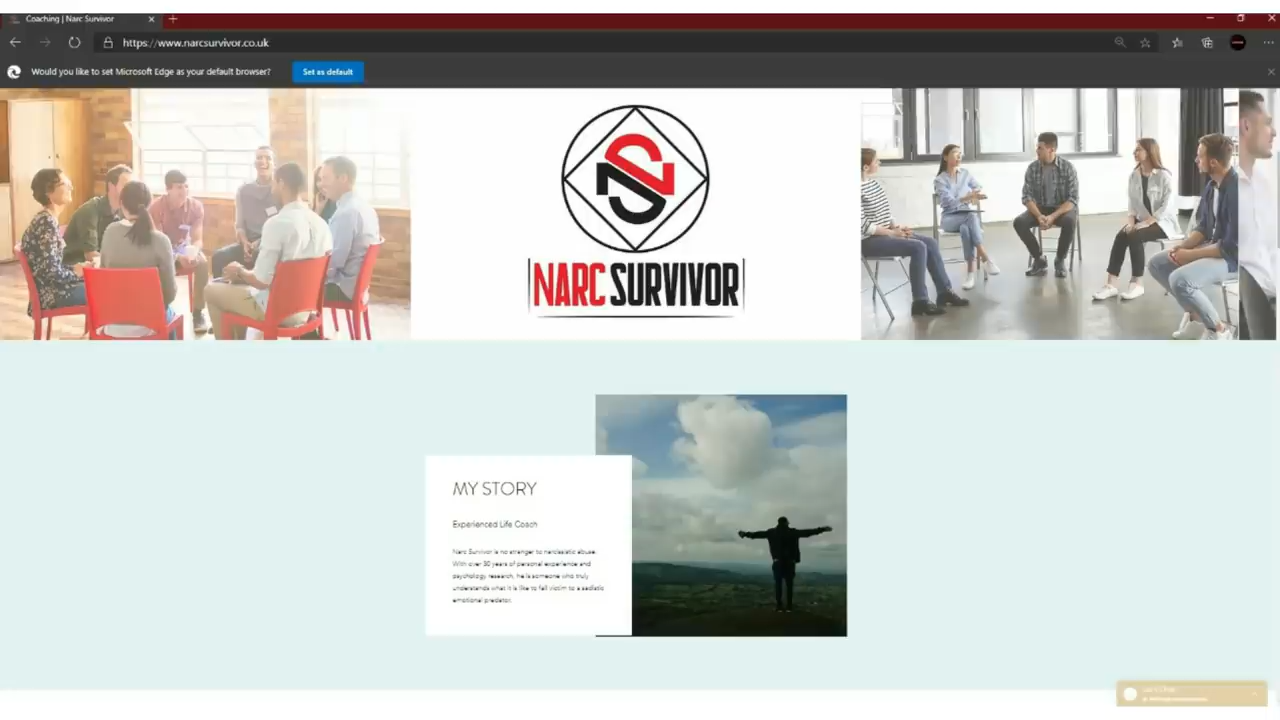 Coaching | Narc Survivor
https://www.narcsurvivor.co.uk
Would you like to set Microsoft Edge as your default browser?
Set as default
NARC SURVIVOR
MY STORY
Experienced Life Coach
Narc Survivor is no stranger to narcissistic abuse.
With over 30 years of personal experience and
psychology research, he is someone who truly
understands what it is like to fall victim to a sadistic
emotional predator.